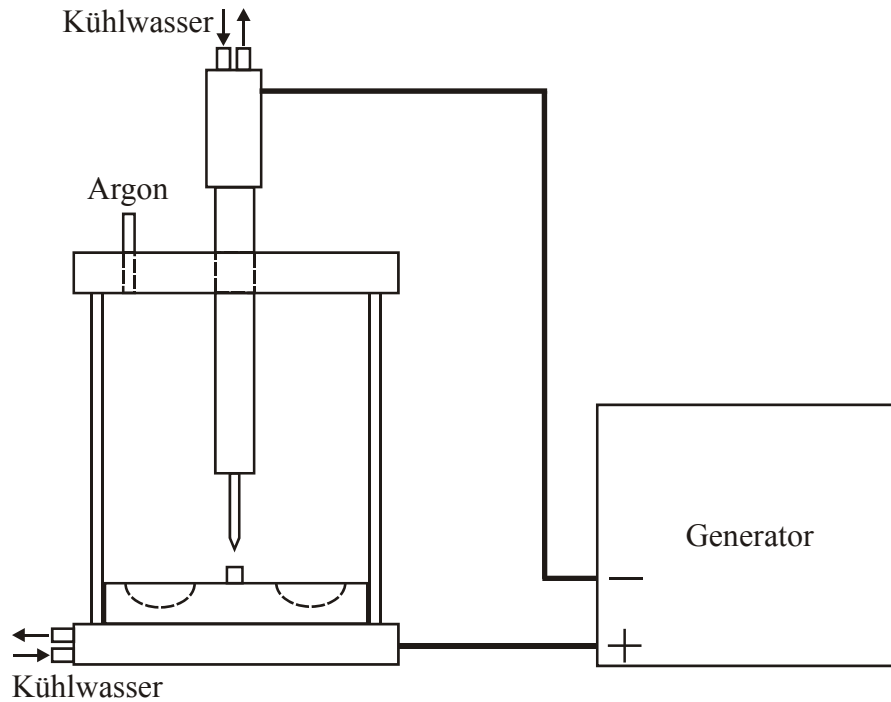 Kühlwasser
Argon
Generator
−
+
Kühlwasser